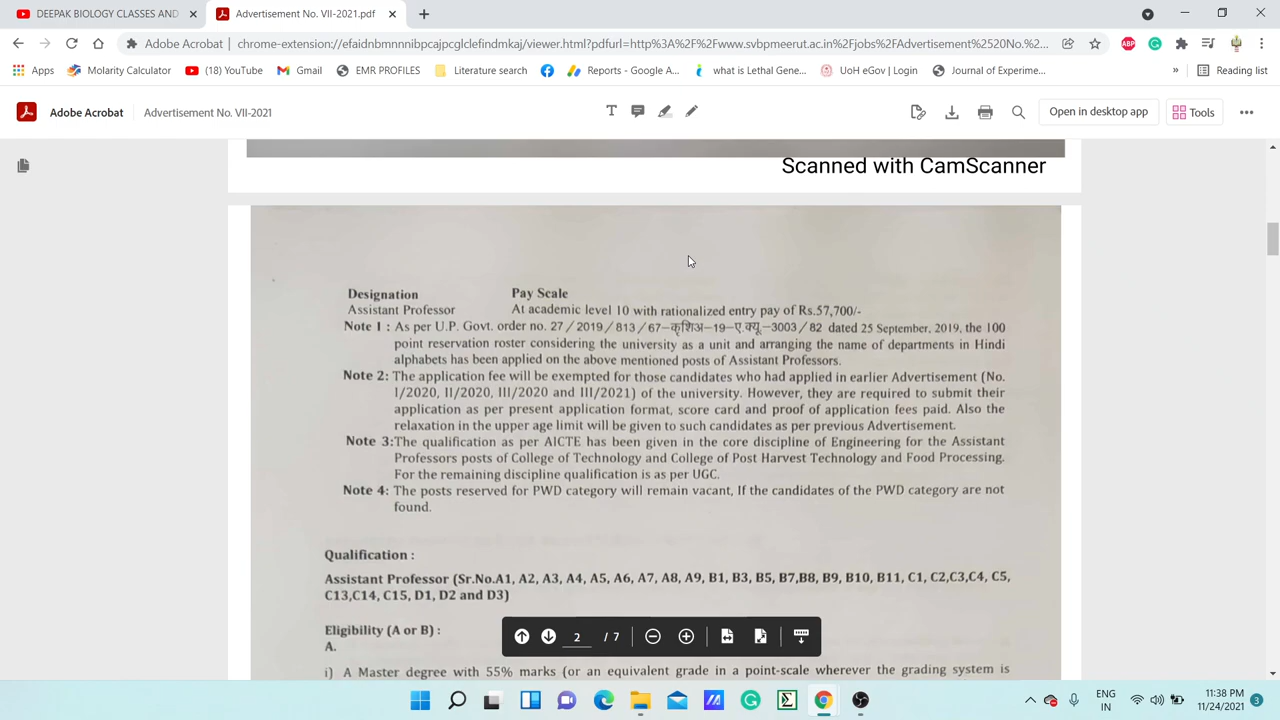 DEEPAK BIOLOGY CLASSES AND
Advertisement No. VII-2021.pdf
Adobe Acrobat
chrome-extension://efaidnbmnnnibpcajpcglclefindmkaj/viewer.html?pdfurl=http%3A%2F%2Fwww.svbpmeerut.ac.in%2Fjobs%2FAdvertisement%2520No.%...
Apps
Molarity Calculator
(18) YouTube
Gmail
EMR PROFILES
Literature search
Reports - Google A...
what is Lethal Gene...
UoH eGov | Login
Journal of Experime...
»
Reading list
Adobe Acrobat
Advertisement No. VII-2021
Open in desktop app
Tools
Scanned with CamScanner
Designation Pay Scale
Assistant Professor At academic level 10 with rationalized entry pay of Rs.57,700/-
Note 1 : As per U.P. Govt. order no. 27/2019/813/67-कृशिअ-19-ए.क्यू.-3003/82 dated 25 September, 2019, the 100
point reservation roster considering the university as a unit and arranging the name of departments in Hindi
alphabets has been applied on the above mentioned posts of Assistant Professors.
Note 2: The application fee will be exempted for those candidates who had applied in earlier Advertisement (No.
I/2020, II/2020, III/2020 and III/2021) of the university. However, they are required to submit their
application as per present application format, score card and proof of application fees paid. Also the
relaxation in the upper age limit will be given to such candidates as per previous Advertisement.
Note 3:The qualification as per AICTE has been given in the core discipline of Engineering for the Assistant
Professors posts of College of Technology and College of Post Harvest Technology and Food Processing.
For the remaining discipline qualification is as per UGC.
Note 4: The posts reserved for PWD category will remain vacant, If the candidates of the PWD category are not
found.
Qualification :
Assistant Professor (Sr.No.A1, A2, A3, A4, A5, A6, A7, A8, A9, B1, B3, B5, B7,B8, B9, B10, B11, C1, C2,C3,C4, C5,
C13,C14, C15, D1, D2 and D3)
Eligibility (A or B) :
A.
i) A Master degree with 55% marks (or an equivalent grade in a point-scale wherever the grading system is
2 / 7
ENG
IN
11:38 PM
11/24/2021
3